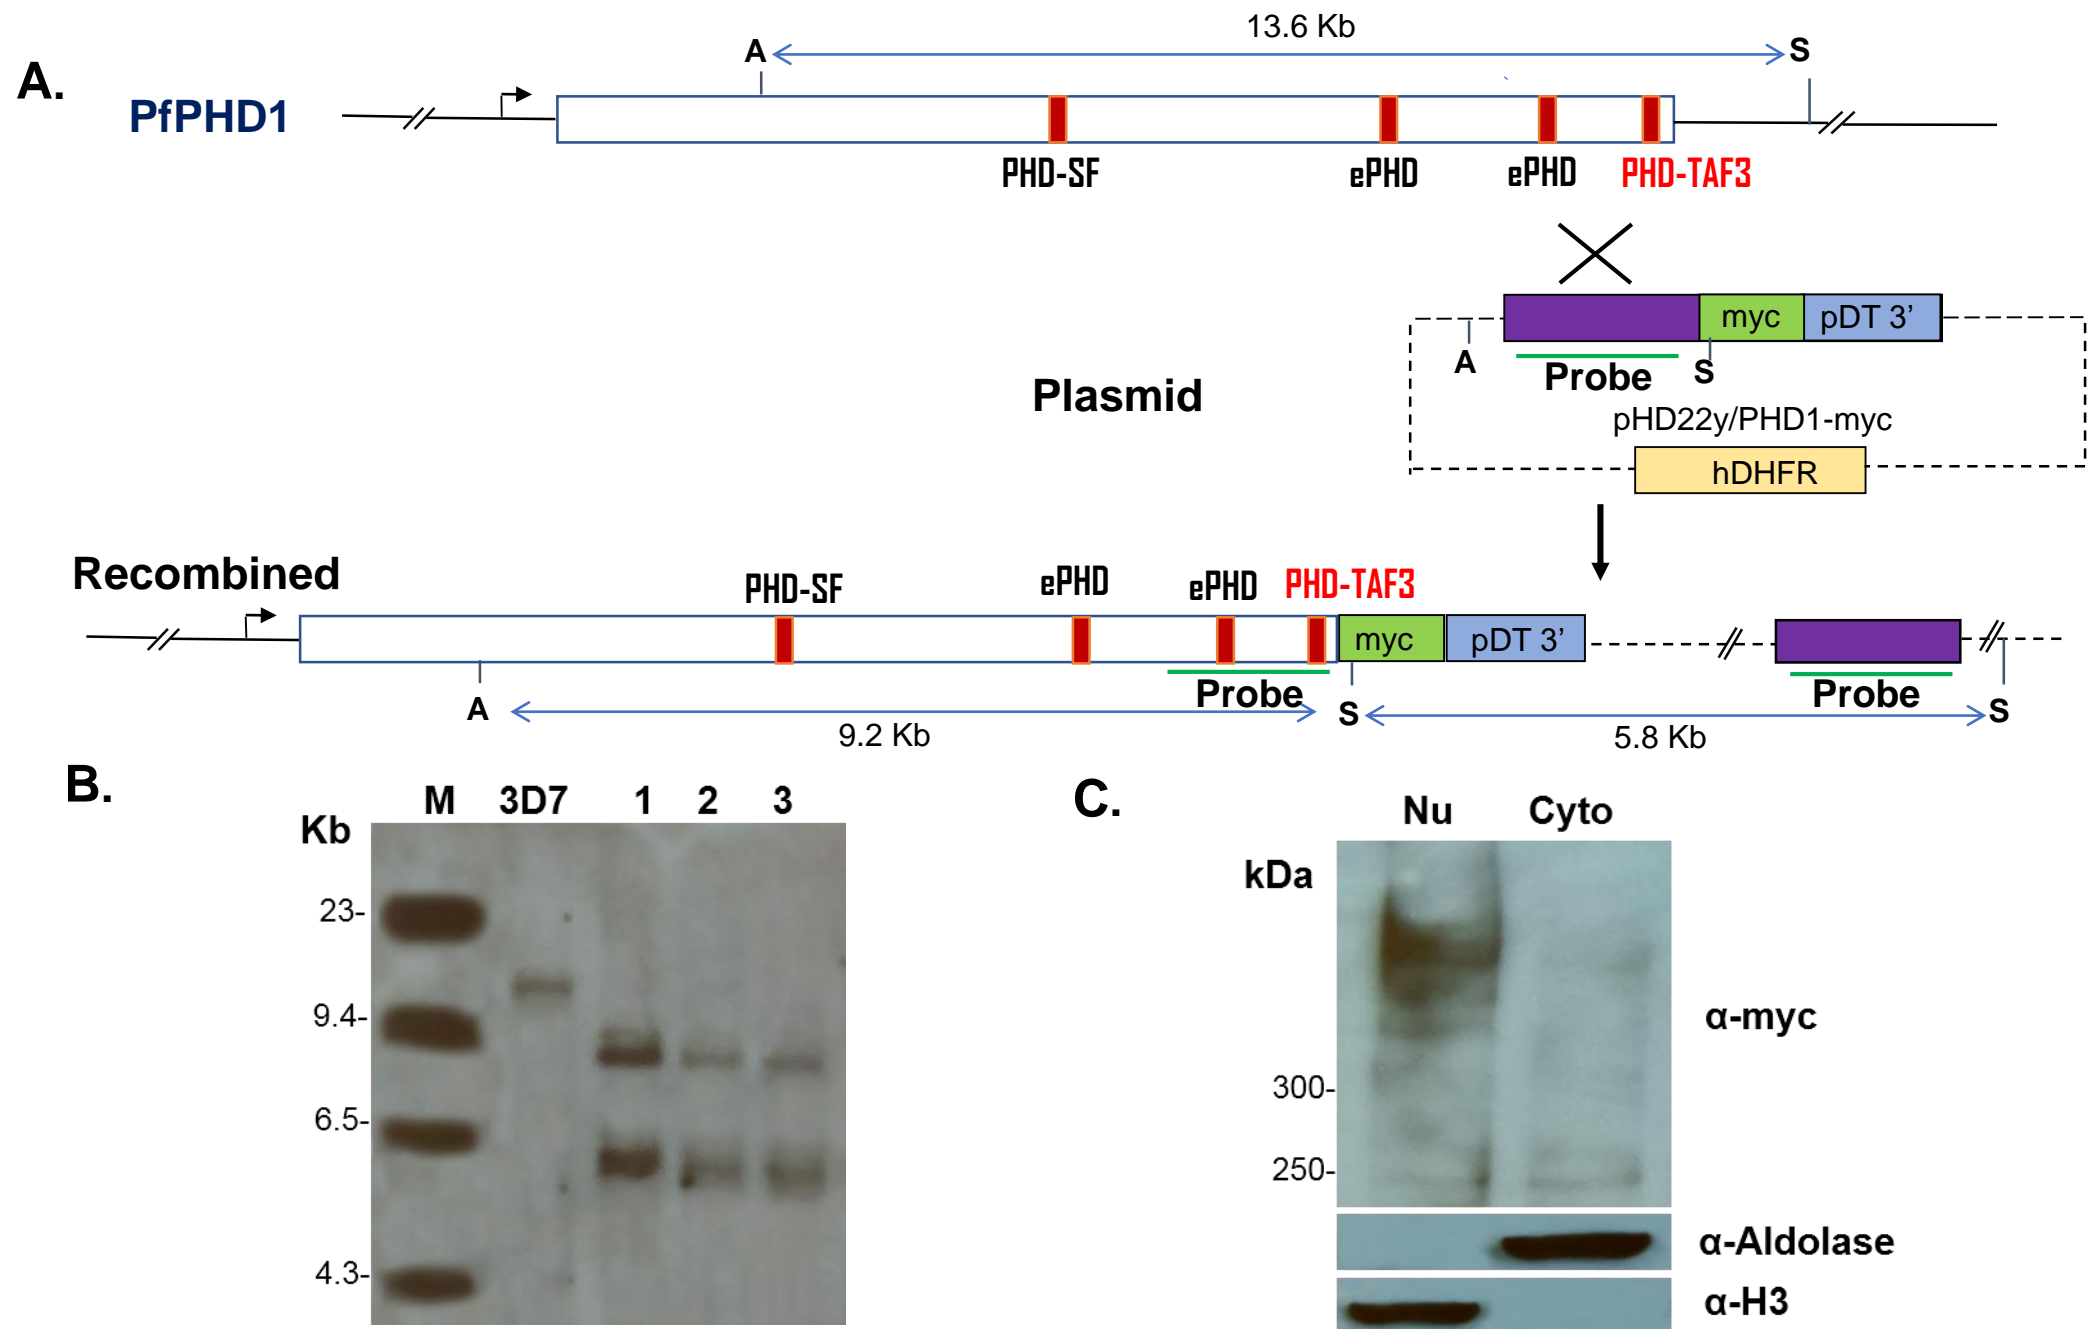 A.
13.6 Kb
A
S
PfPHD1
PHD-SF
ePHD
ePHD
PHD-TAF3
myc
pDT 3’
A
Probe
S
Plasmid
pHD22y/PHD1-myc
hDHFR
Recombined
PHD-SF
ePHD
ePHD
PHD-TAF3
myc
pDT 3’
Probe
Probe
A
S
S
9.2 Kb
5.8 Kb
B.
M 3D7 1 2 3
Kb
23-
9.4-
6.5-
4.3-
C.
Nu Cyto
kDa
α-myc
300-
250-
α-Aldolase
α-H3